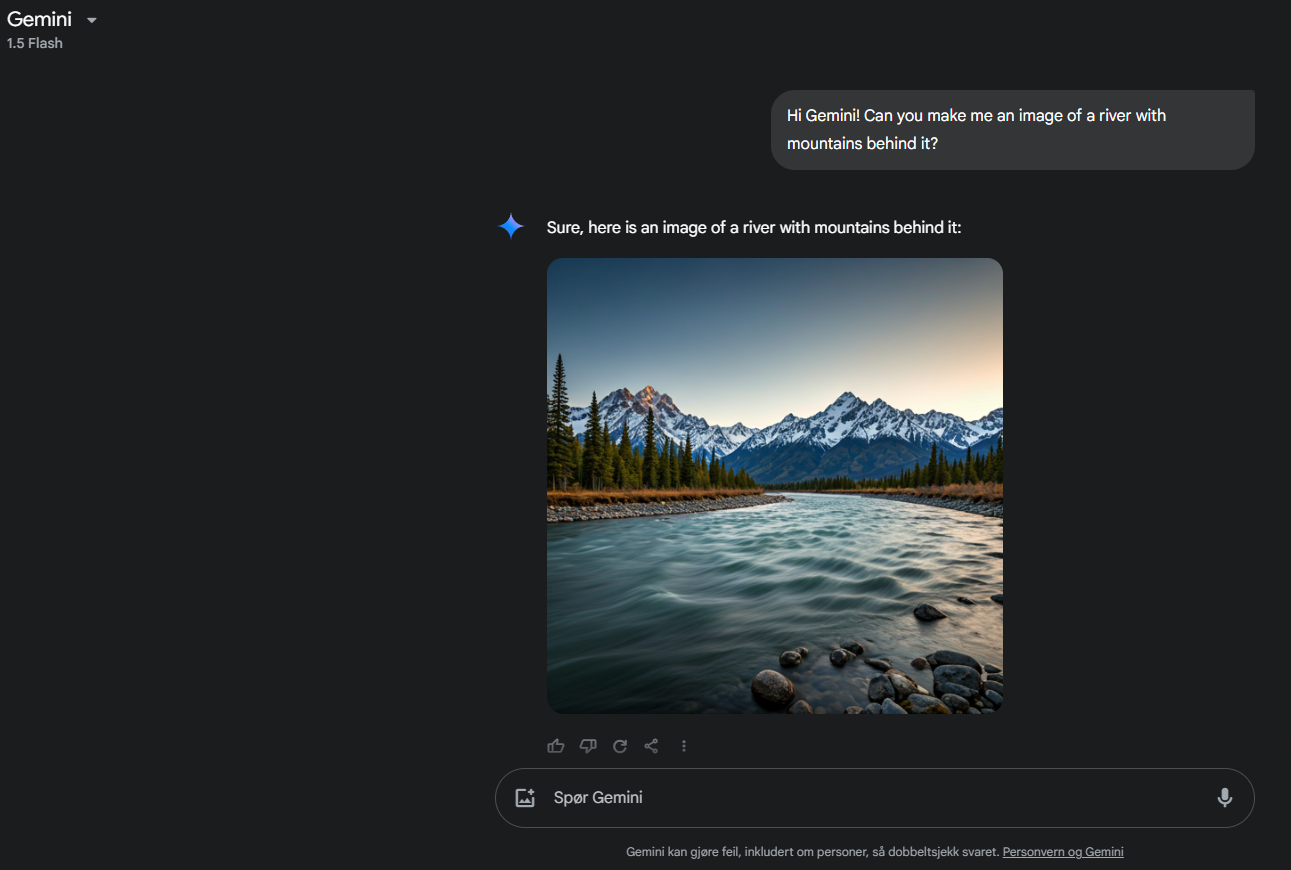 Gemini
1.5 Flash
Hi Gemini! Can you make me an image of a river with
mountains behind it?
Sure, here is an image of a river with mountains behind it:
Spør Gemini
Gemini kan gjøre feil, inkludert om personer, så dobbeltsjekk svaret. Personvern og Gemini